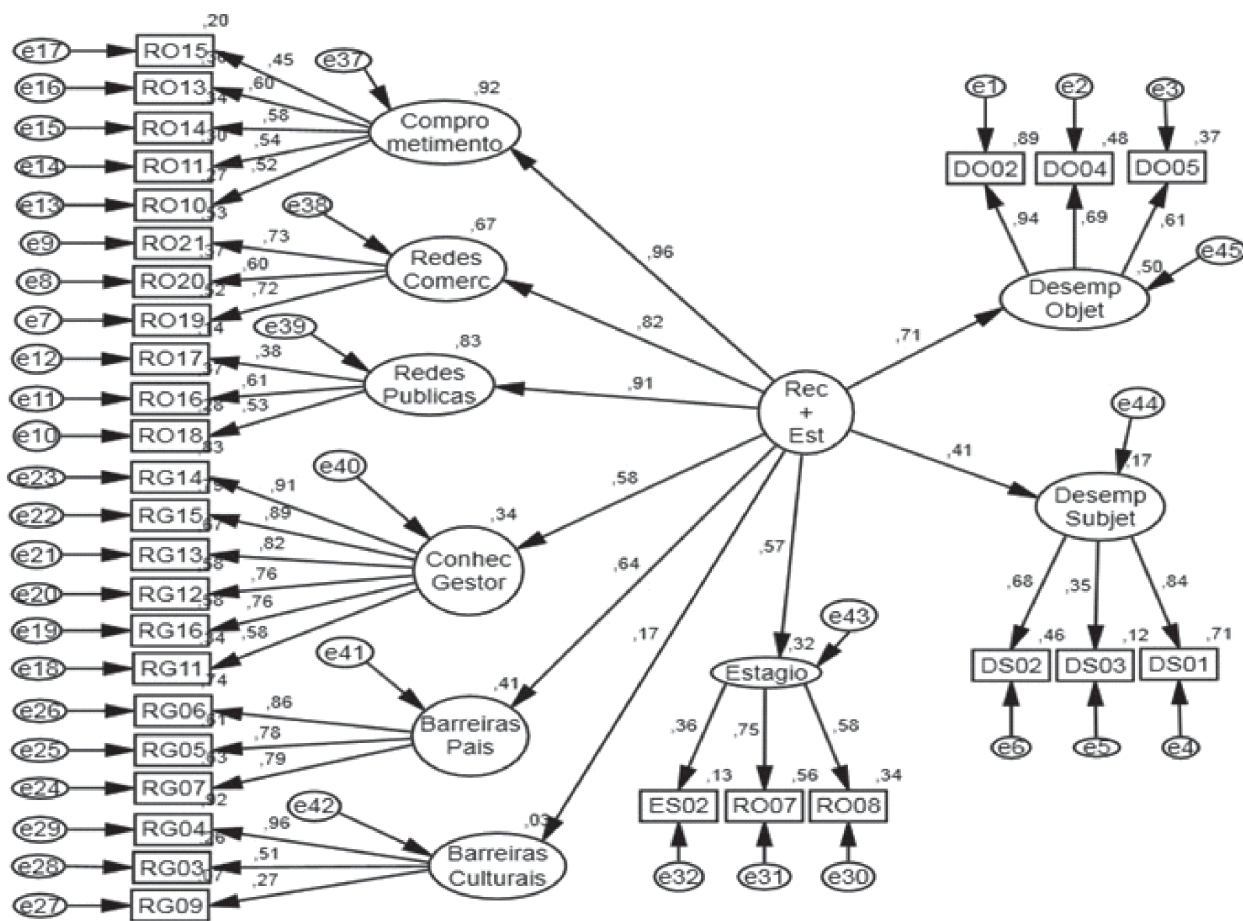 ,20
e17
RO15
,45
e37
e16
RO13
,60
,92
e15
RO14
,58
Compro
metimento
e14
RO11
,54
e13
RO10
,52
e1
e2
e3
,89
,48
,37
DO02
DO04
DO05
,94
,69
,61
e45
,50
Desemp
Objet
,96
e38
e9
RO21
,73
,67
e8
RO20
,60
Redes
Comerc
e7
RO19
,72
,82
,71
e39
e12
RO17
,38
,83
e11
RO16
,61
Redes
Publicas
e10
RO18
,53
,91
Rec
+
Est
e44
,41
,17
Desemp
Subjet
,68
,35
,84
,46
,12
,71
DS02
DS03
DS01
e6
e5
e4
e23
RG14
,91
e40
e22
RG15
,89
,34
,58
e21
RG13
,82
Conhec
Gestor
e20
RG12
,76
e19
RG16
,76
e18
RG11
,58
,64
,57
,17
e43
,32
Estagio
,36
,75
,58
,13
,56
,34
ES02
RO07
RO08
e32
e31
e30
e41
e26
RG06
,86
,41
e25
RG05
,78
Barreiras
Pais
e24
RG07
,79
e42
e29
RG04
,96
,03
e28
RG03
,51
Barreiras
Culturais
e27
RG09
,27